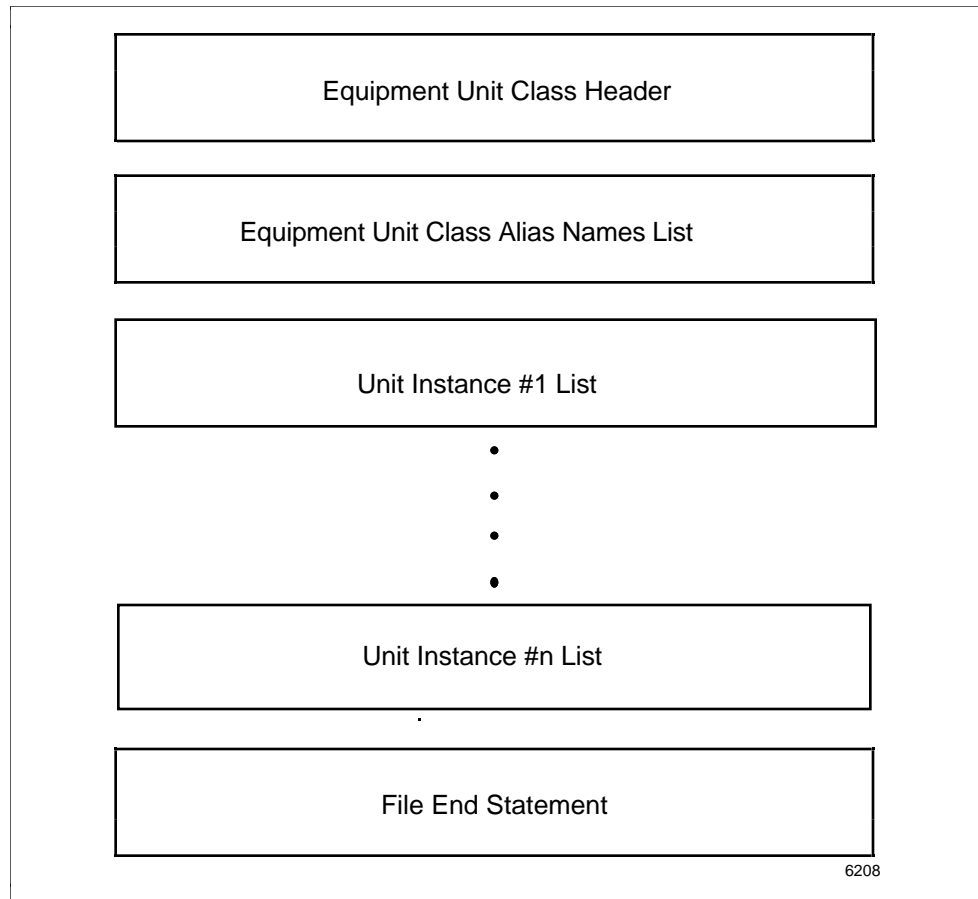 Equipment Unit Class Header
Equipment Unit Class Alias Names List
Unit Instance #1 List
Unit Instance #n List
File End Statement
6208